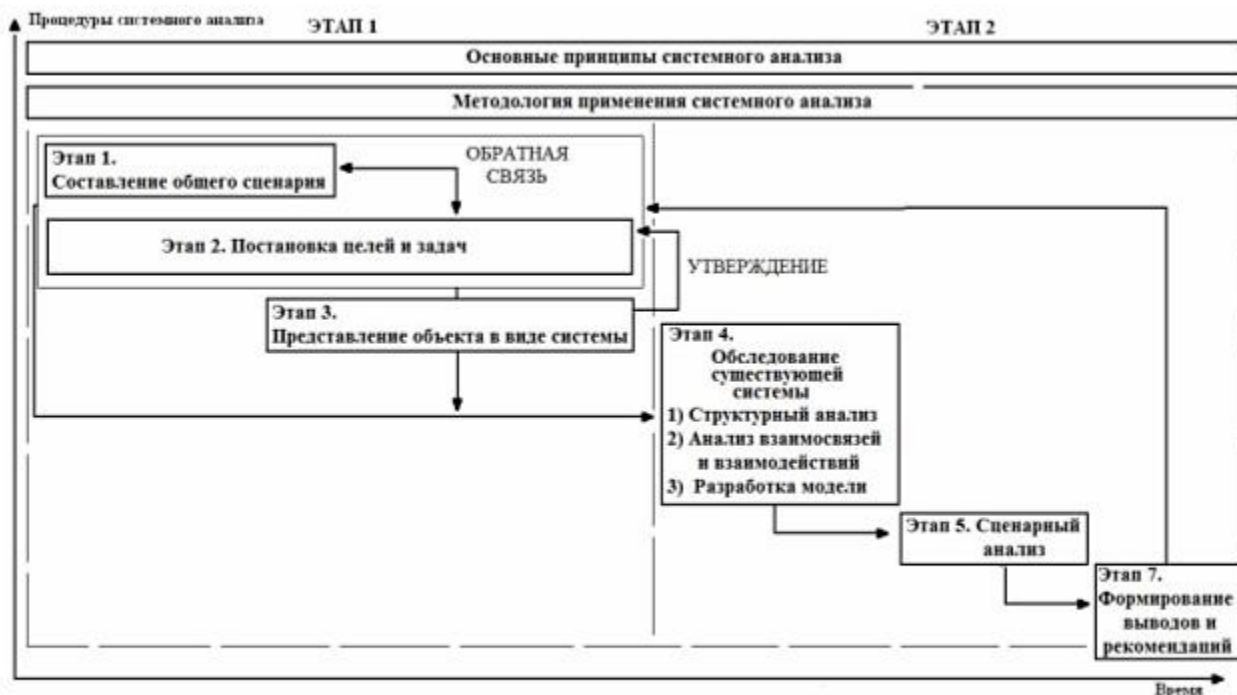 Процедуры системного анализа
ЭТАП 1
ЭТАП 2
Основные принципы системного анализа
Методология применения системного анализа
Этап 1.
Составление общего сценария
ОБРАТНАЯ
СВЯЗЬ
Этап 2. Постановка целей и задач
УТВЕРЖДЕНИЕ
Этап 3.
Представление объекта в виде системы
Этап 4.
Обследование
существующей
системы
1) Структурный анализ
2) Анализ взаимосвязей
и взаимодействий
3) Разработка модели
Этап 5. Сценарный
анализ
Этап 7.
Формирование
выводов и
рекомендаций
Время